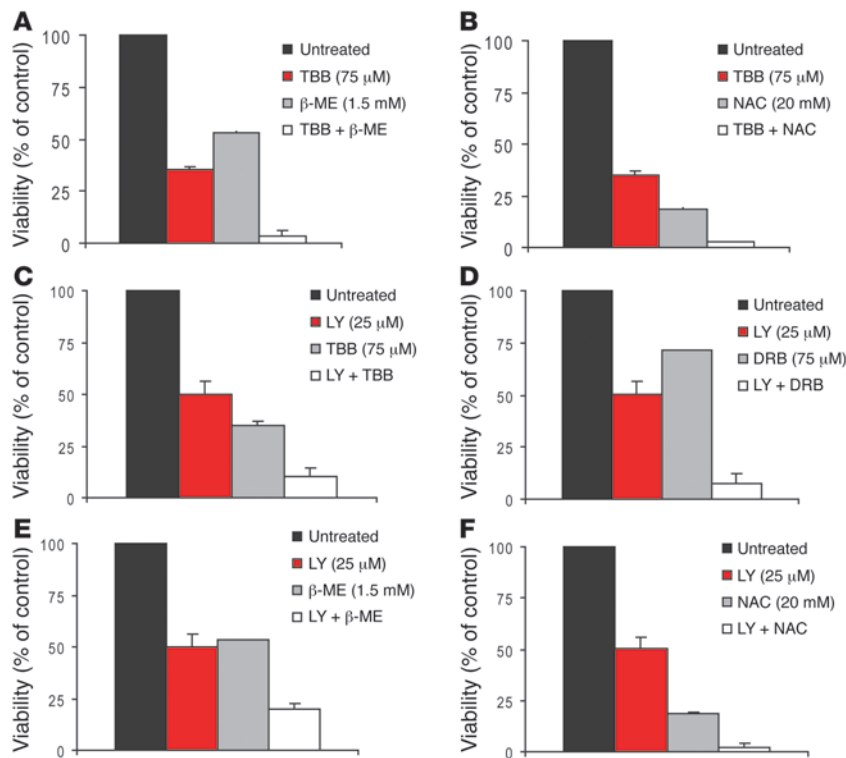 A
Viability (% of control)
100
75
50
25
0
Untreated
TBB (75 μM)
β-ME (1.5 mM)
TBB + β-ME
B
Viability (% of control)
100
75
50
25
0
Untreated
TBB (75 μM)
NAC (20 mM)
TBB + NAC
C
Viability (% of control)
100
75
50
25
0
Untreated
LY (25 μM)
TBB (75 μM)
LY + TBB
D
Viability (% of control)
100
75
50
25
0
Untreated
LY (25 μM)
DRB (75 μM)
LY + DRB
E
Viability (% of control)
100
75
50
25
0
Untreated
LY (25 μM)
β-ME (1.5 mM)
LY + β-ME
F
Viability (% of control)
100
75
50
25
0
Untreated
LY (25 μM)
NAC (20 mM)
LY + NAC